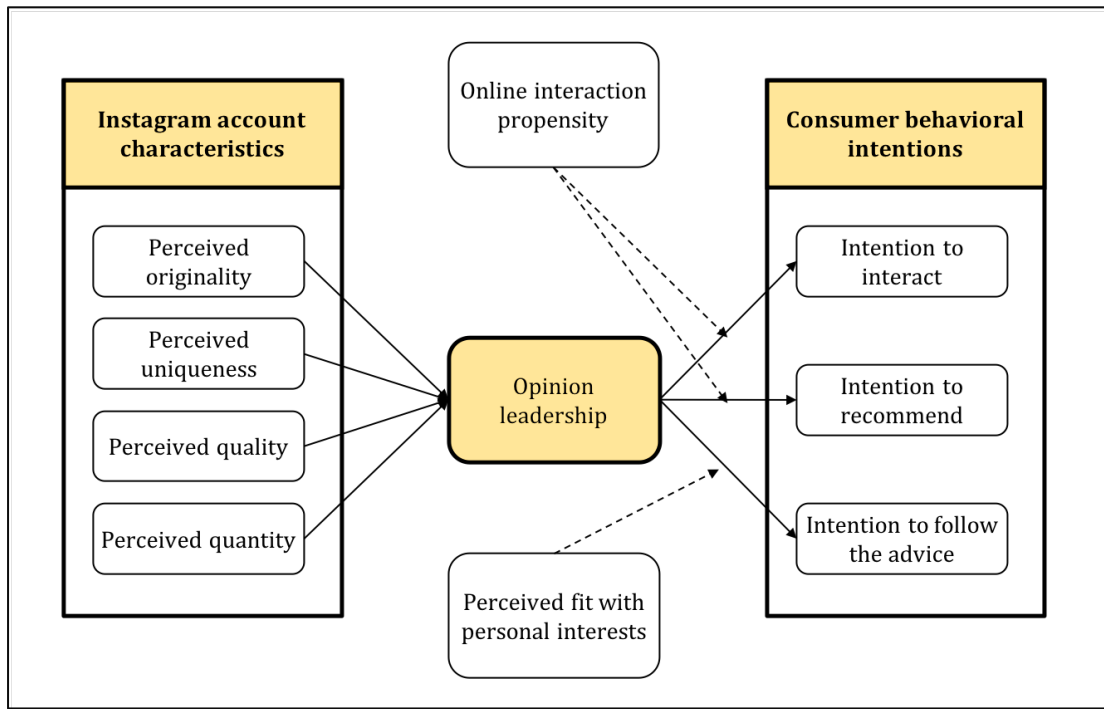 Instagram account
characteristics
Perceived
originality
Perceived
uniqueness
Perceived quality
Perceived quantity
Online interaction
propensity
Opinion
leadership
Perceived fit with
personal interests
Consumer behavioral
intentions
Intention to
interact
Intention to
recommend
Intention to follow
the advice